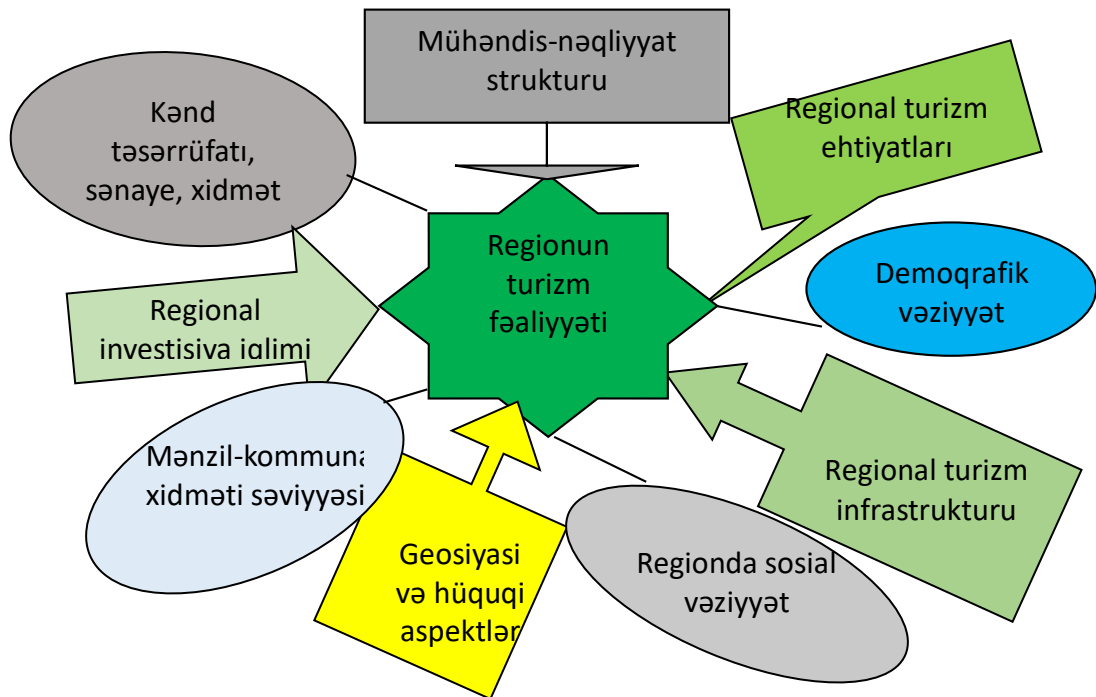 Mühəndis-nəqliyyat
strukturu
Kənd
təsərrüfatı,
sənaye, xidmət
Regional turizm
ehtiyatları
Regionun
turizm
fəaliyyəti
Demoqrafik
vəziyyət
Regional
investisiya iqlimi
Mənzil-kommuna
xidməti səviyyəsi
Regional turizm
infrastrukturu
Geosiyasi
və hüquqi
aspektlər
Regionda sosial
vəziyyət